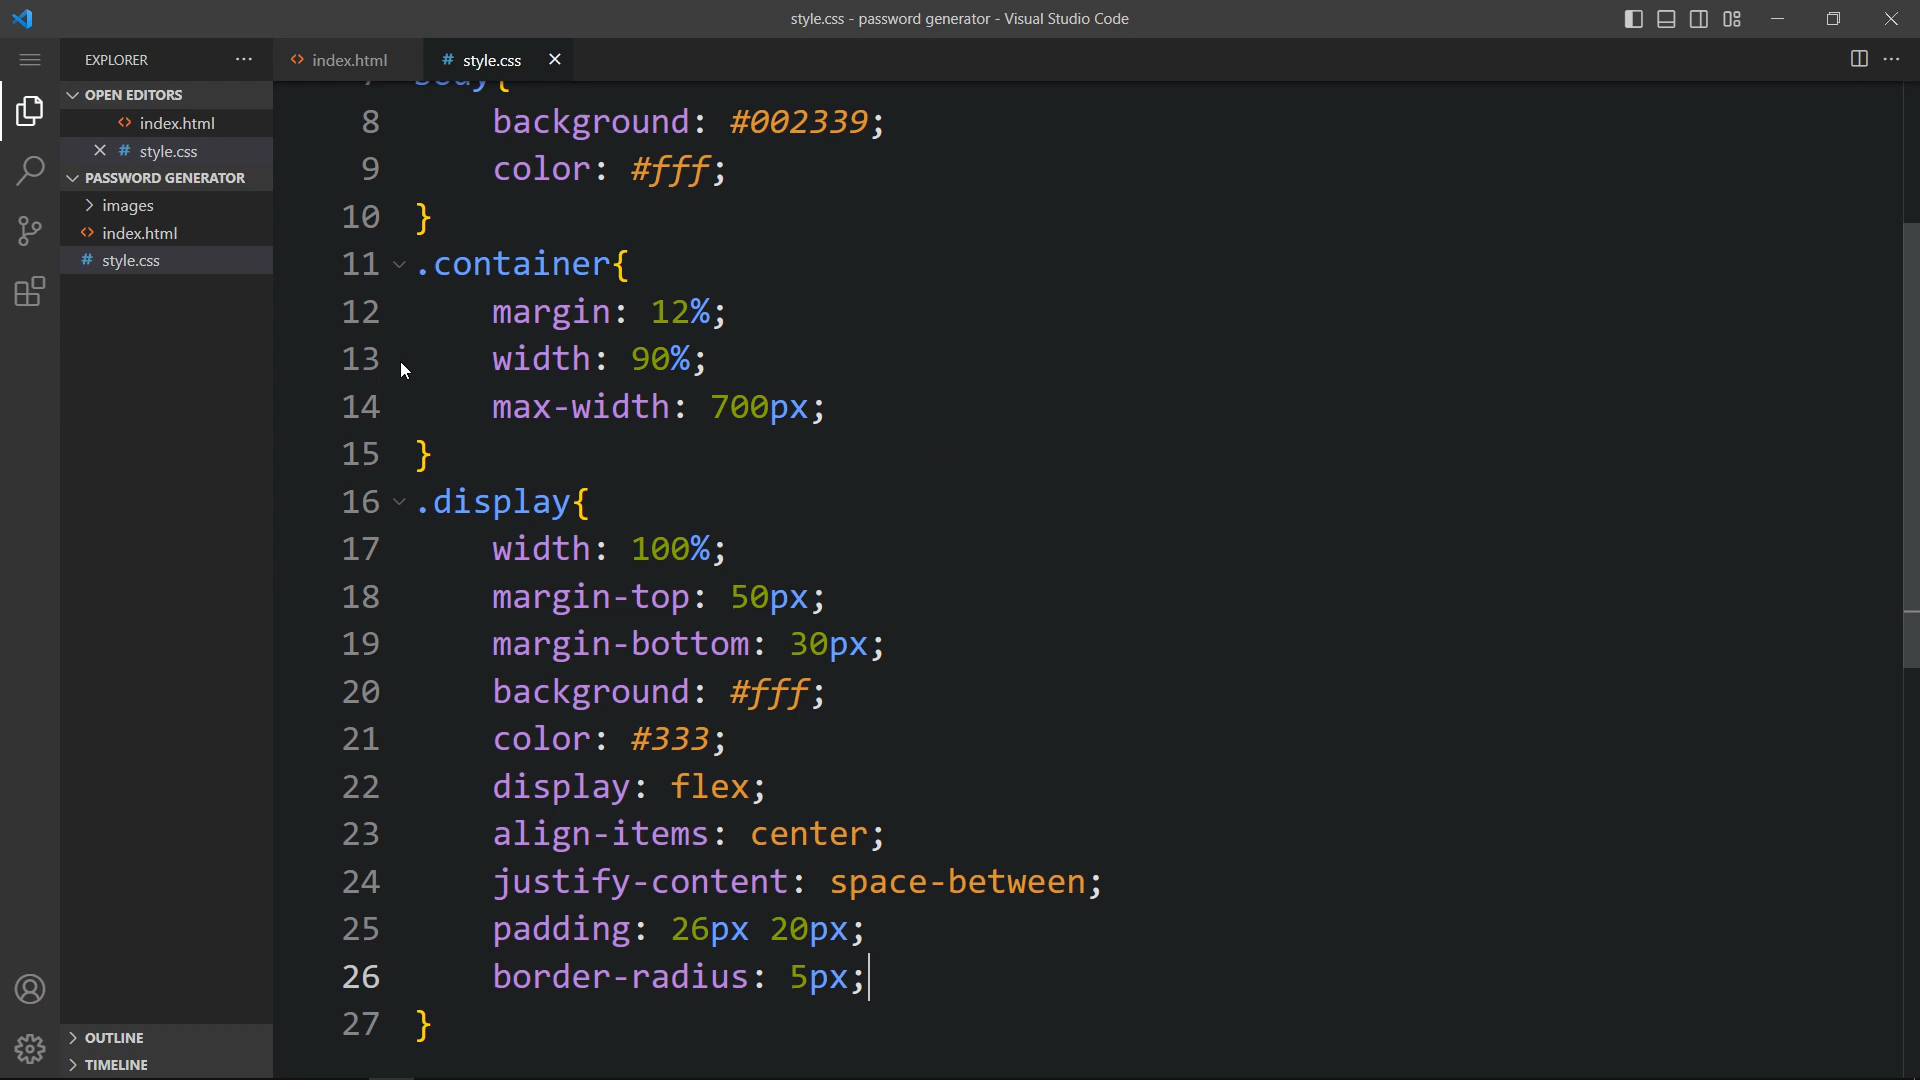 style.css - password generator - Visual Studio Code
EXPLORER
index.html
style.css
OPEN EDITORS
index.html
style.css
PASSWORD GENERATOR
images
index.html
style.css
OUTLINE
TIMELINE
7 body{
8 background: #002339;
9 color: #fff;
10 }
11 .container{
12 margin: 12%;
13 width: 90%;
14 max-width: 700px;
15 }
16 .display{
17 width: 100%;
18 margin-top: 50px;
19 margin-bottom: 30px;
20 background: #fff;
21 color: #333;
22 display: flex;
23 align-items: center;
24 justify-content: space-between;
25 padding: 26px 20px;
26 border-radius: 5px;
27 }